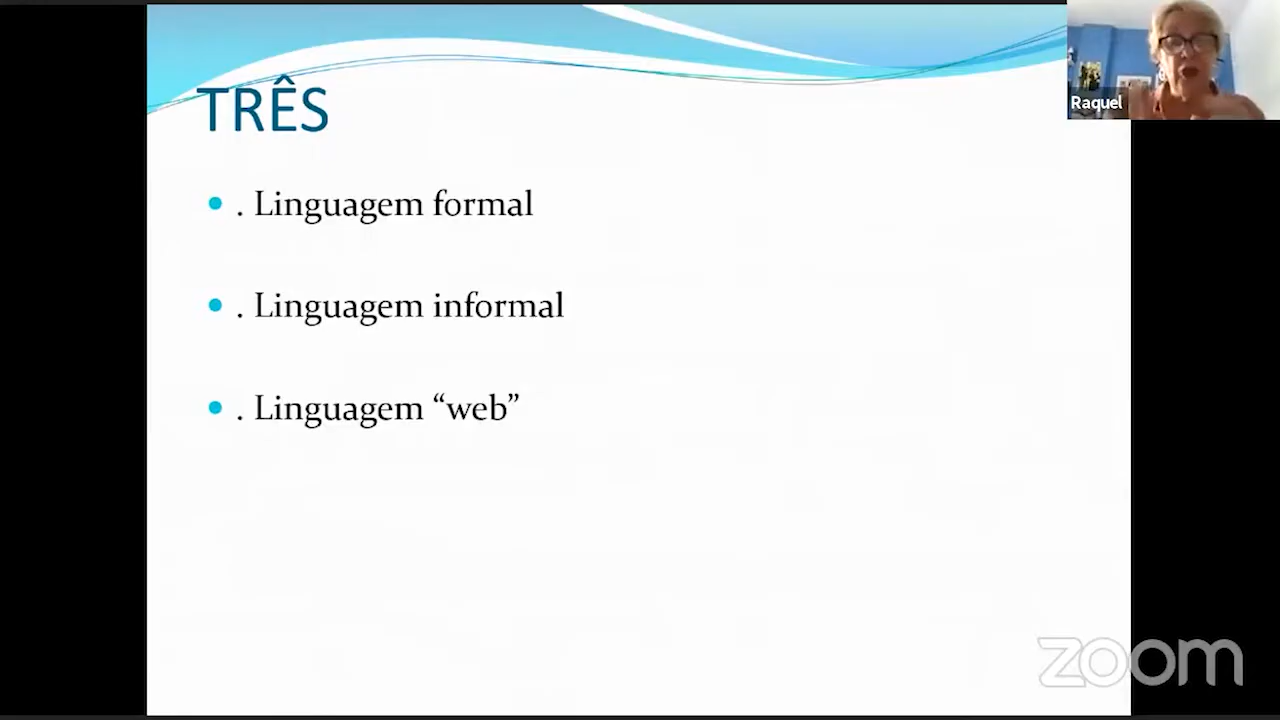 TRÊS
. Linguagem formal
. Linguagem informal
. Linguagem “web”
Raquel
zoom